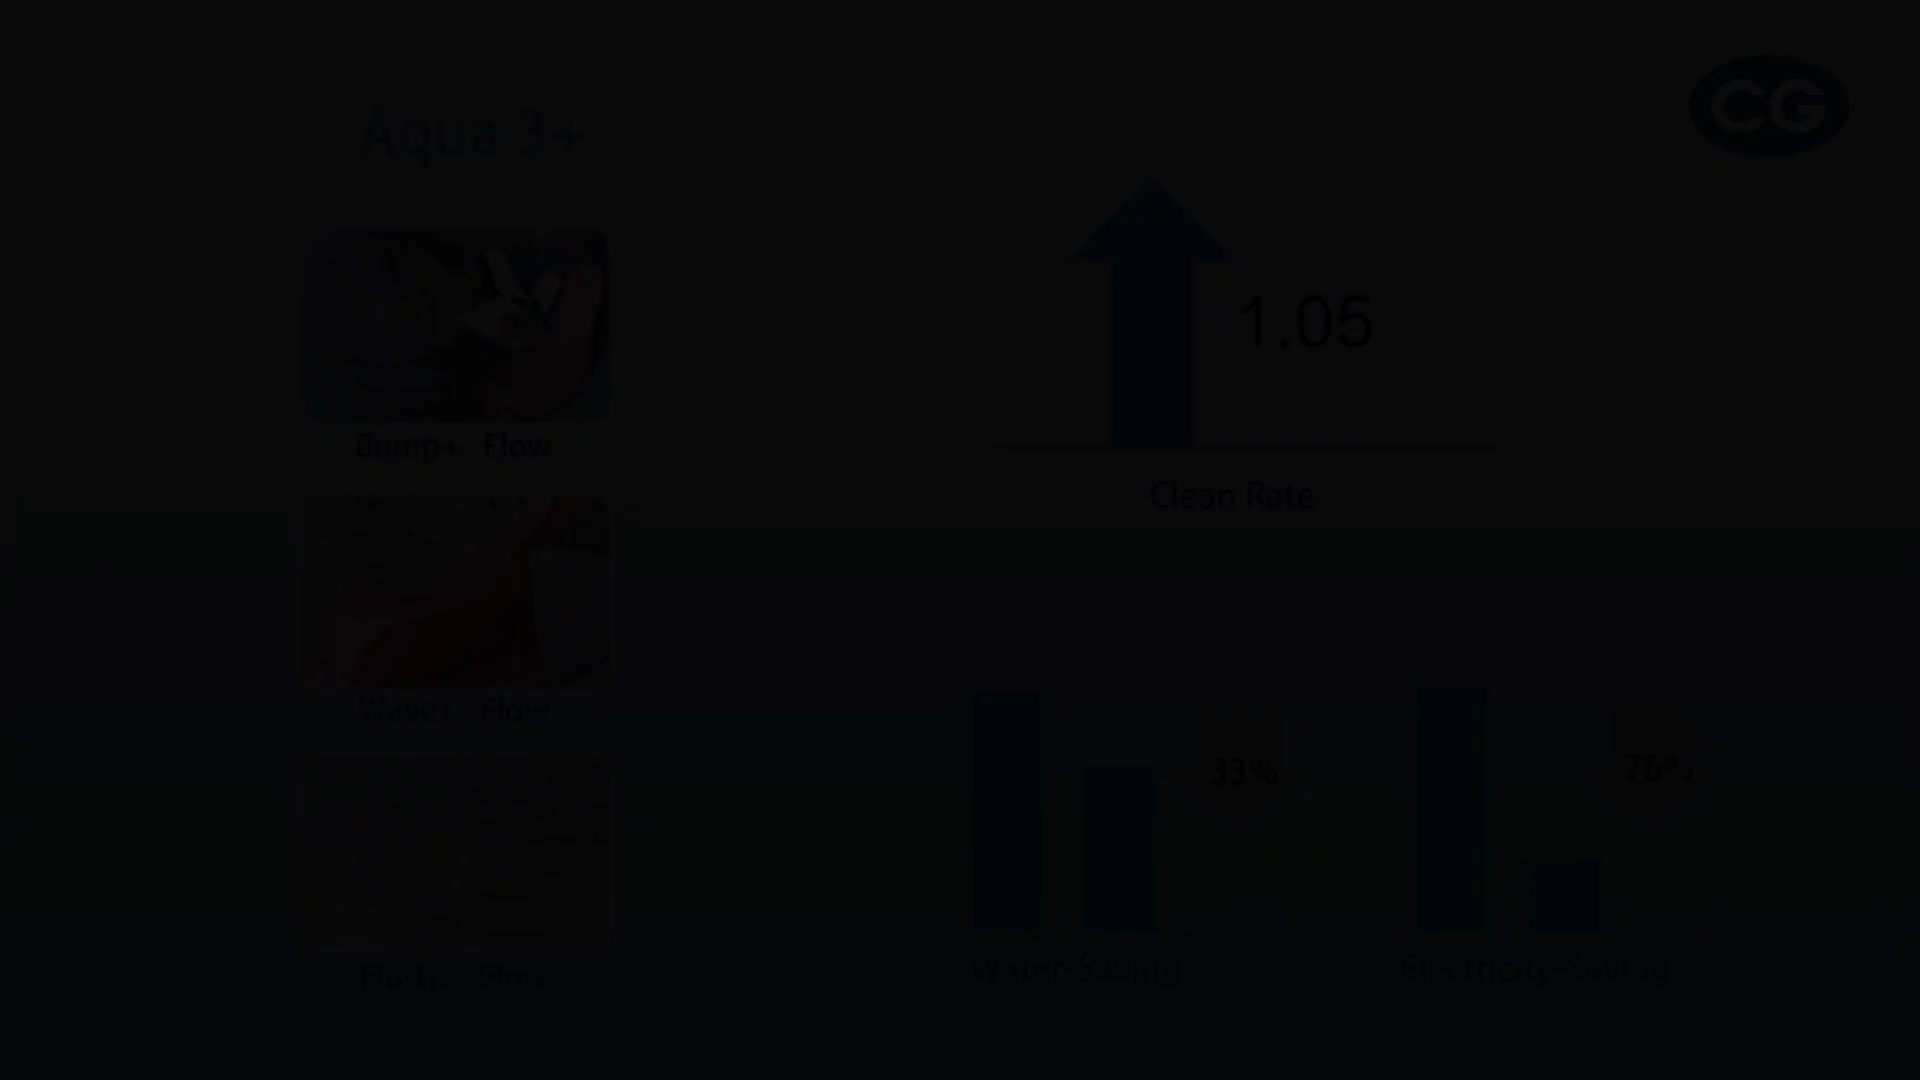 CG
Aqua 3+
1.05
Bump+ Flow
Clean Rate
Wave+ Flow
33%
76%
Water-Saving
Electricity-Saving
Flush+ Flow